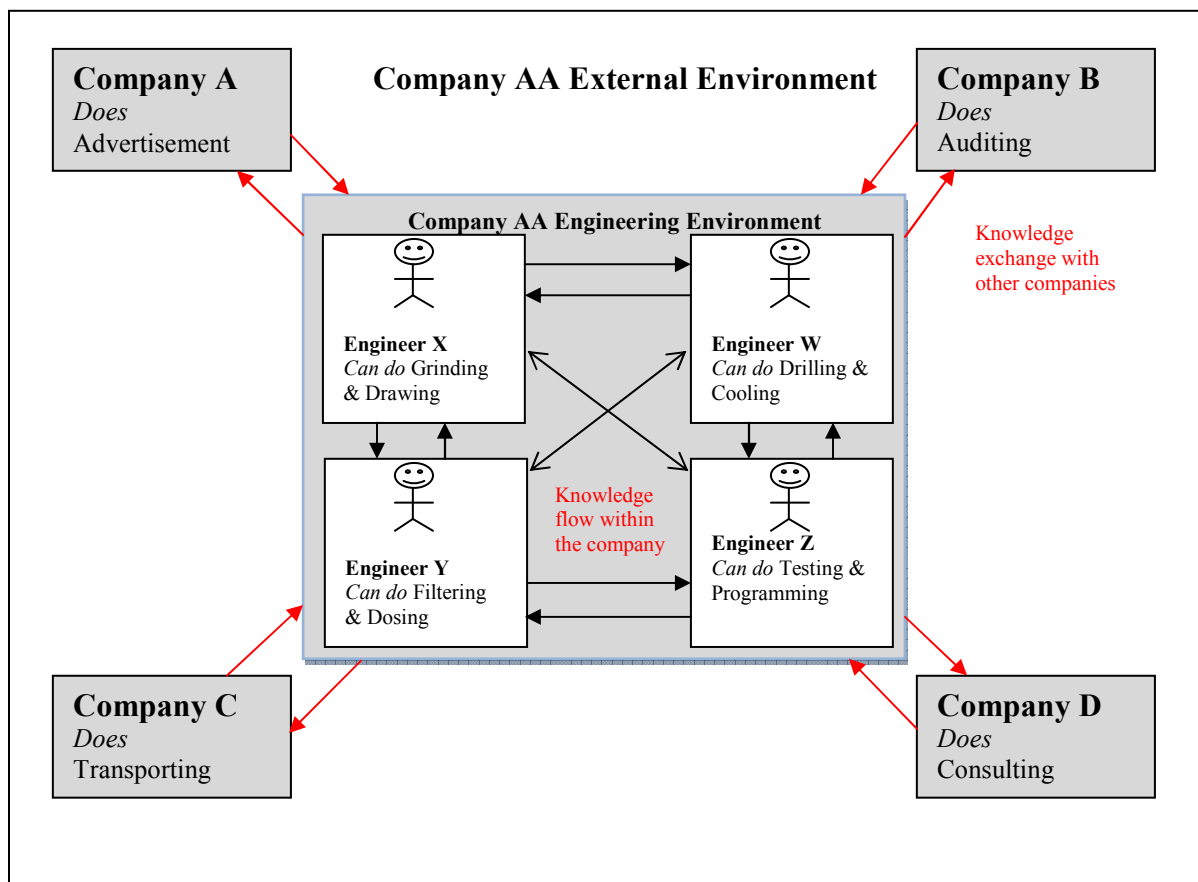 Company A
Does
Advertisement
Company AA External Environment
Company B
Does
Auditing
Knowledge
exchange with
other companies
Company AA Engineering Environment
Engineer X
Can do Grinding
& Drawing
Engineer W
Can do Drilling &
Cooling
Knowledge
flow within
the company
Engineer Y
Can do Filtering
& Dosing
Engineer Z
Can do Testing &
Programming
Company C
Does
Transporting
Company D
Does
Consulting